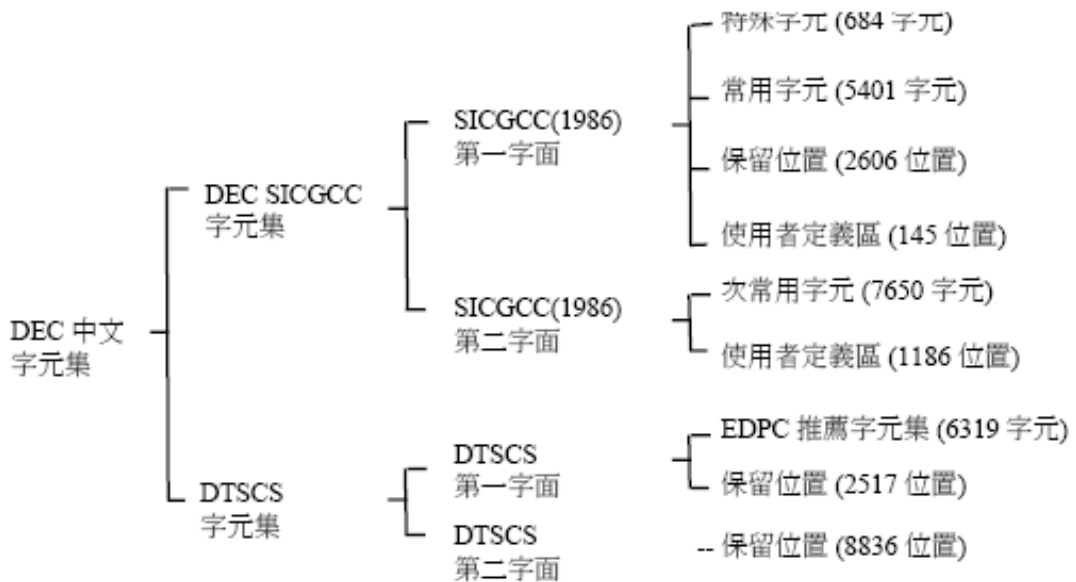 特殊字元 (684 字元)
常用字元 (5401 字元)
SICGCC(1986)
第一字面
保留位置 (2606 位置)
DEC SICGCC
字元集
使用者定義區 (145 位置)
SICGCC(1986)
第二字面
次常用字元 (7650 字元)
DEC 中文
字元集
使用者定義區 (1186 位置)
EDPC 推薦字元集 (6319 字元)
DTSCS
第一字面
DTSCS
字元集
保留位置 (2517 位置)
DTSCS
第二字面
-- 保留位置 (8836 位置)